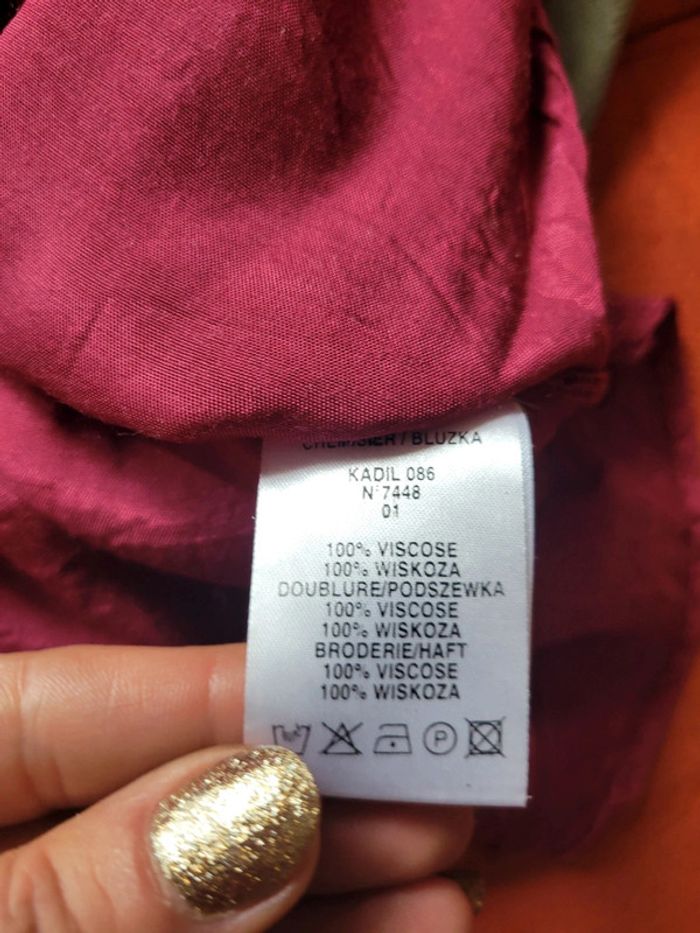 CHEMISIER / BLUZKA
KADIL 086
N°7448
01
100% VISCOSE
100% WISKOZA
DOUBLURE/PODSZEWKA
100% VISCOSE
100% WISKOZA
BRODERIE/HAFT
100% VISCOSE
100% WISKOZA
P